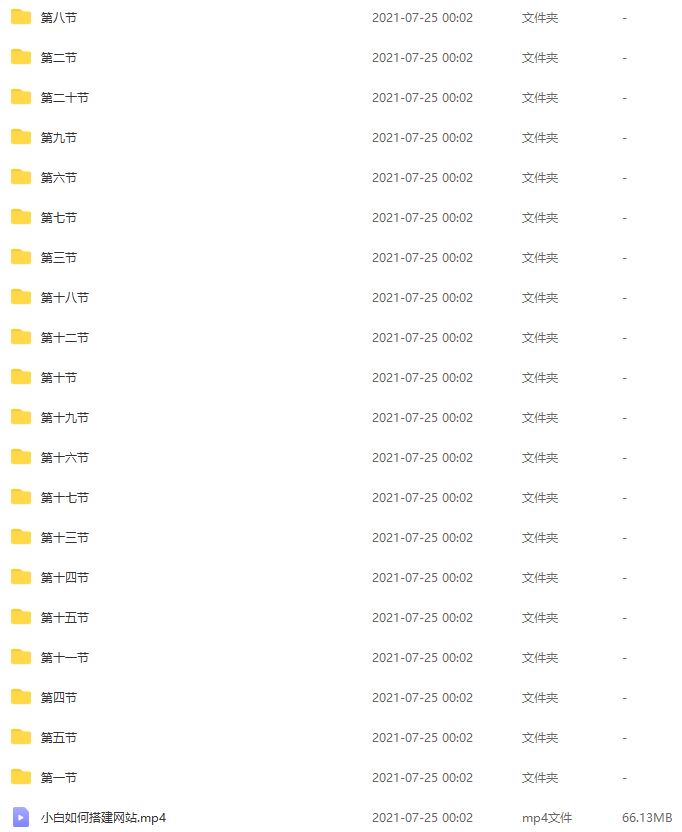 第八节 2021-07-25 00:02 文件夹 -
第二节 2021-07-25 00:02 文件夹 -
第二十节 2021-07-25 00:02 文件夹 -
第九节 2021-07-25 00:02 文件夹 -
第六节 2021-07-25 00:02 文件夹 -
第七节 2021-07-25 00:02 文件夹 -
第三节 2021-07-25 00:02 文件夹 -
第十八节 2021-07-25 00:02 文件夹 -
第十二节 2021-07-25 00:02 文件夹 -
第十节 2021-07-25 00:02 文件夹 -
第十九节 2021-07-25 00:02 文件夹 -
第十六节 2021-07-25 00:02 文件夹 -
第十七节 2021-07-25 00:02 文件夹 -
第十三节 2021-07-25 00:02 文件夹 -
第十四节 2021-07-25 00:02 文件夹 -
第十五节 2021-07-25 00:02 文件夹 -
第十一节 2021-07-25 00:02 文件夹 -
第四节 2021-07-25 00:02 文件夹 -
第五节 2021-07-25 00:02 文件夹 -
第一节 2021-07-25 00:02 文件夹 -
小白如何搭建网站.mp4 2021-07-25 00:02 mp4文件 66.13MB